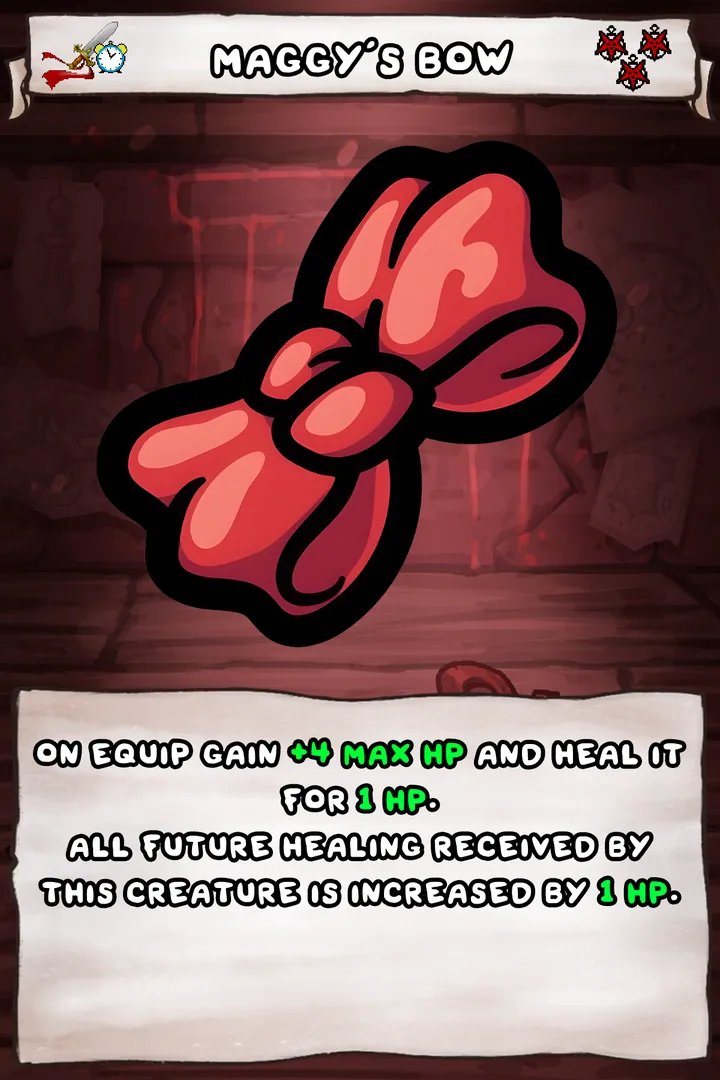 MAGGY'S BOW
ON EQUIP GAIN +4 MAX HP AND HEAL IT
FOR 1 HP.
ALL FUTURE HEALING RECEIVED BY
THIS CREATURE IS INCREASED BY 1 HP.